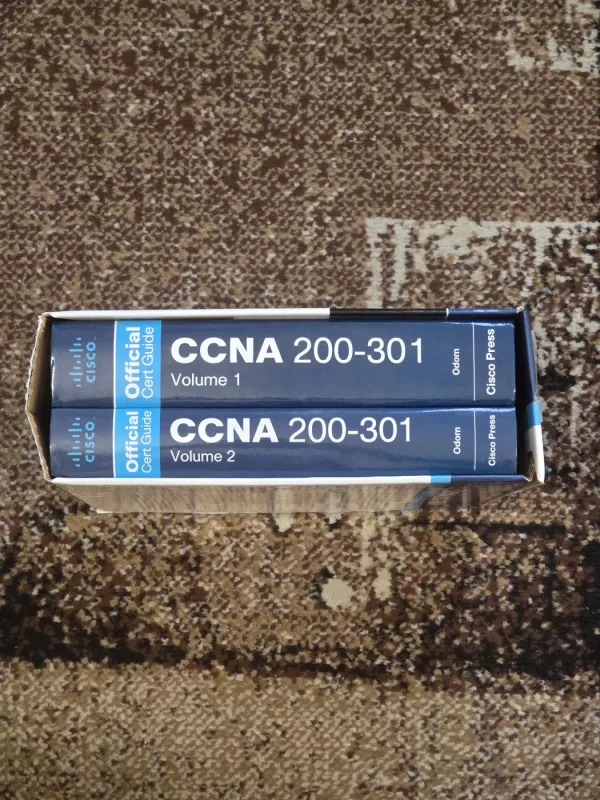 CISCO
Official
Cert Guide
CCNA 200-301
Volume 1
Odom
Cisco Press
CISCO
Official
Cert Guide
CCNA 200-301
Volume 2
Odom
Cisco Press